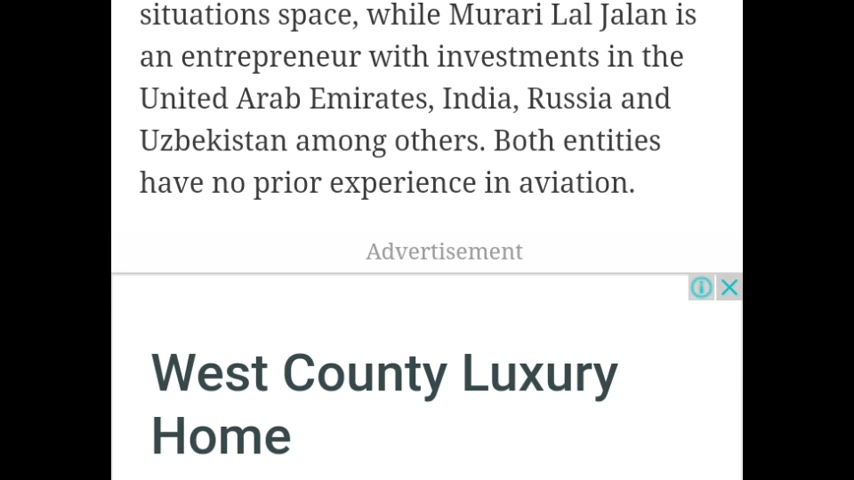 situations space, while Murari Lal Jalan is
an entrepreneur with investments in the
United Arab Emirates, India, Russia and
Uzbekistan among others. Both entities
have no prior experience in aviation.
Advertisement
West County Luxury
Home